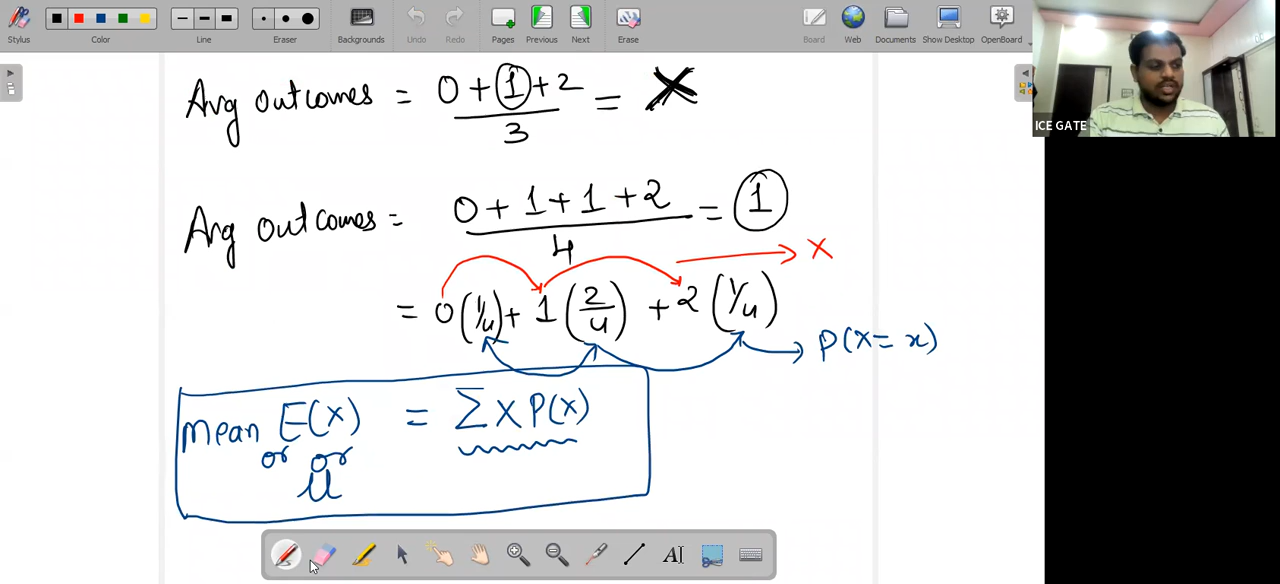 Stylus Color Line Eraser Backgrounds Undo Redo Pages Previous Next Erase Board Web Documents Show Desktop OpenBoard
ICE GATE
Avg outcomes = 0 + 1 + 2 / 3 = X
Avg outcomes = 0 + 1 + 1 + 2 / 4 = 1
→ X
= 0 (1/4) + 1 (2/4) + 2 (1/4)
→ P(X = x)
mean E(x) = Σ X P(x)
or or
μ
AI